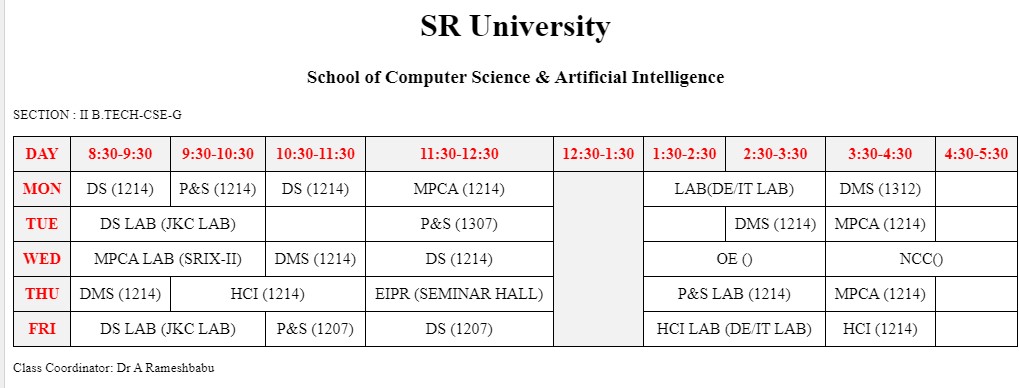 SR University
School of Computer Science & Artificial Intelligence
SECTION : II B.TECH-CSE-G
DAY 8:30-9:30 9:30-10:30 10:30-11:30 11:30-12:30 12:30-1:30 1:30-2:30 2:30-3:30 3:30-4:30 4:30-5:30
MON DS (1214) P&S (1214) DS (1214) MPCA (1214) LAB(DE/IT LAB) DMS (1312)
TUE DS LAB (JKC LAB) P&S (1307) DMS (1214) MPCA (1214)
WED MPCA LAB (SRIX-II) DMS (1214) DS (1214) OE () NCC()
THU DMS (1214) HCI (1214) EIPR (SEMINAR HALL) P&S LAB (1214) MPCA (1214)
FRI DS LAB (JKC LAB) P&S (1207) DS (1207) HCI LAB (DE/IT LAB) HCI (1214)
Class Coordinator: Dr A Rameshbabu